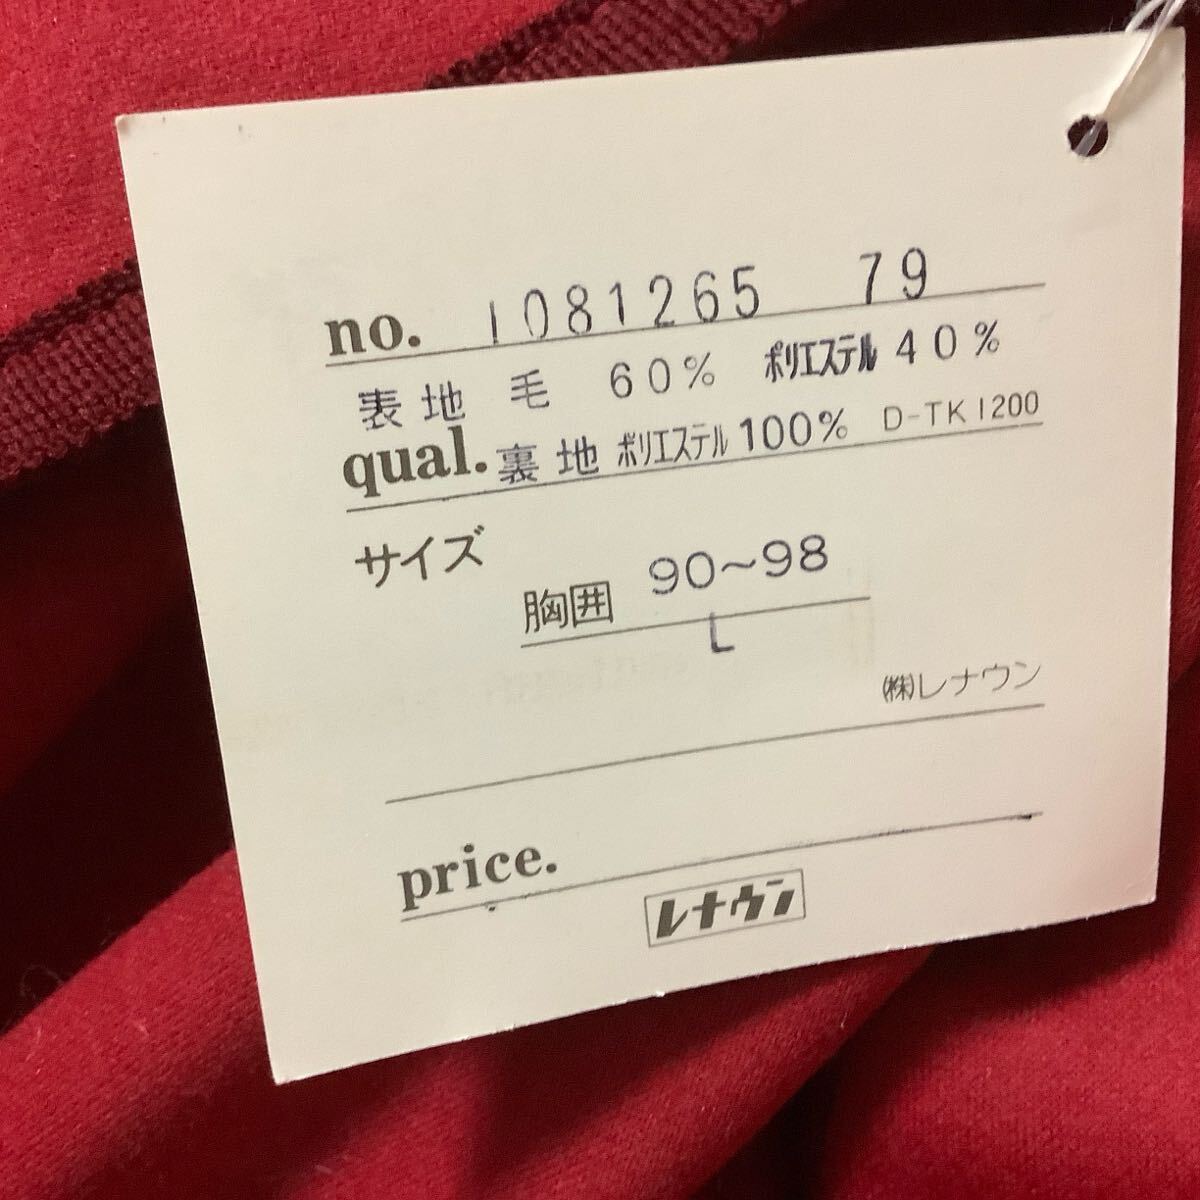 no. 1081265 79
表地 毛 60% ポリエステル 40%
qual. 裏地 ポリエステル 100% D-TK1200
サイズ
胸囲 90~98
L
㈱レナウン
price.
レナウン